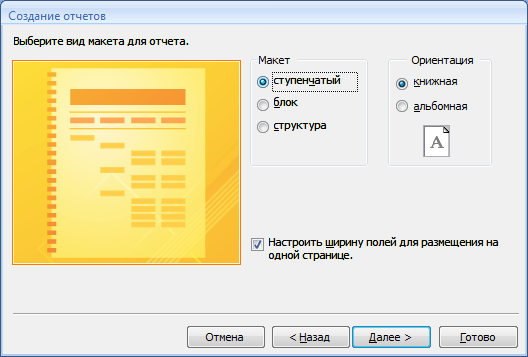 Создание отчетов
Выберите вид макета для отчета.
Макет
ступенчатый
блок
структура
Ориентация
книжная
альбомная
A
Настроить ширину полей для размещения на
одной странице.
Отмена
< Назад
Далее >
Готово